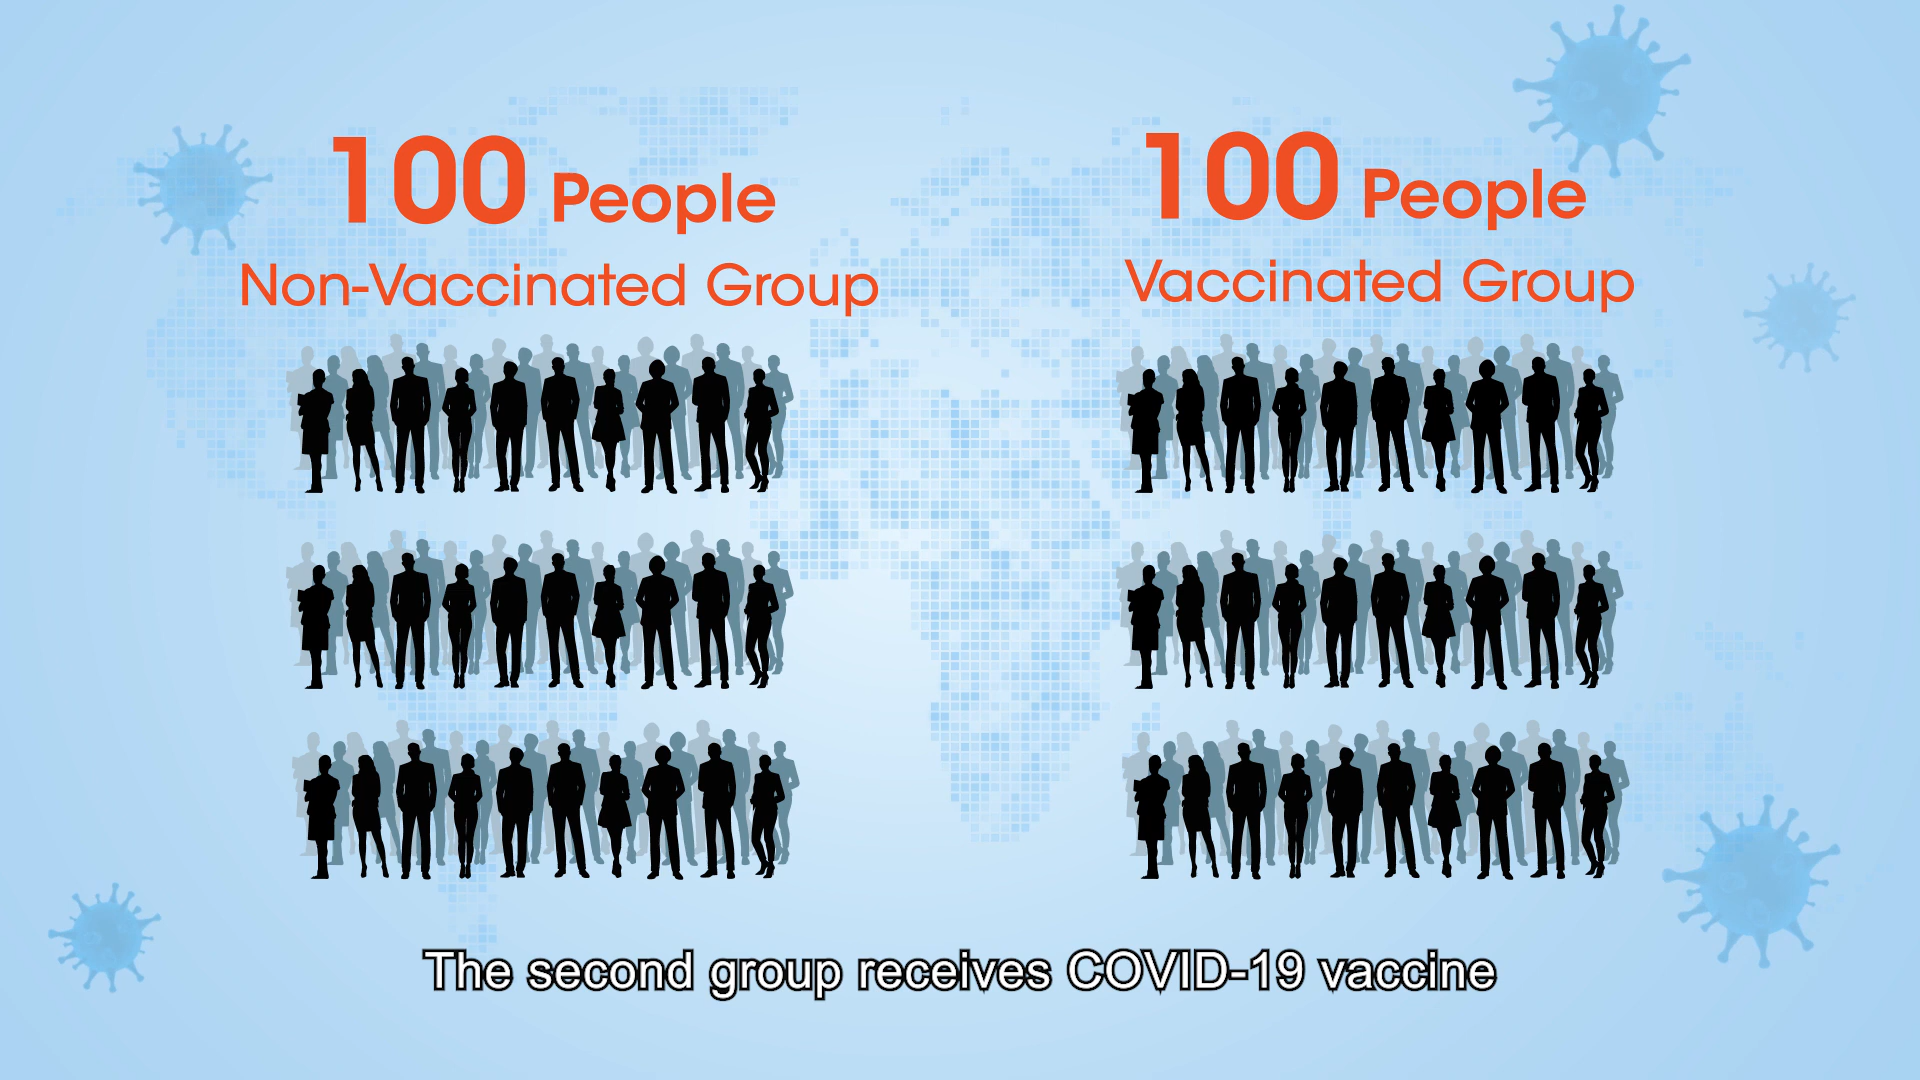 100 People
Non-Vaccinated Group
100 People
Vaccinated Group
The second group receives COVID-19 vaccine